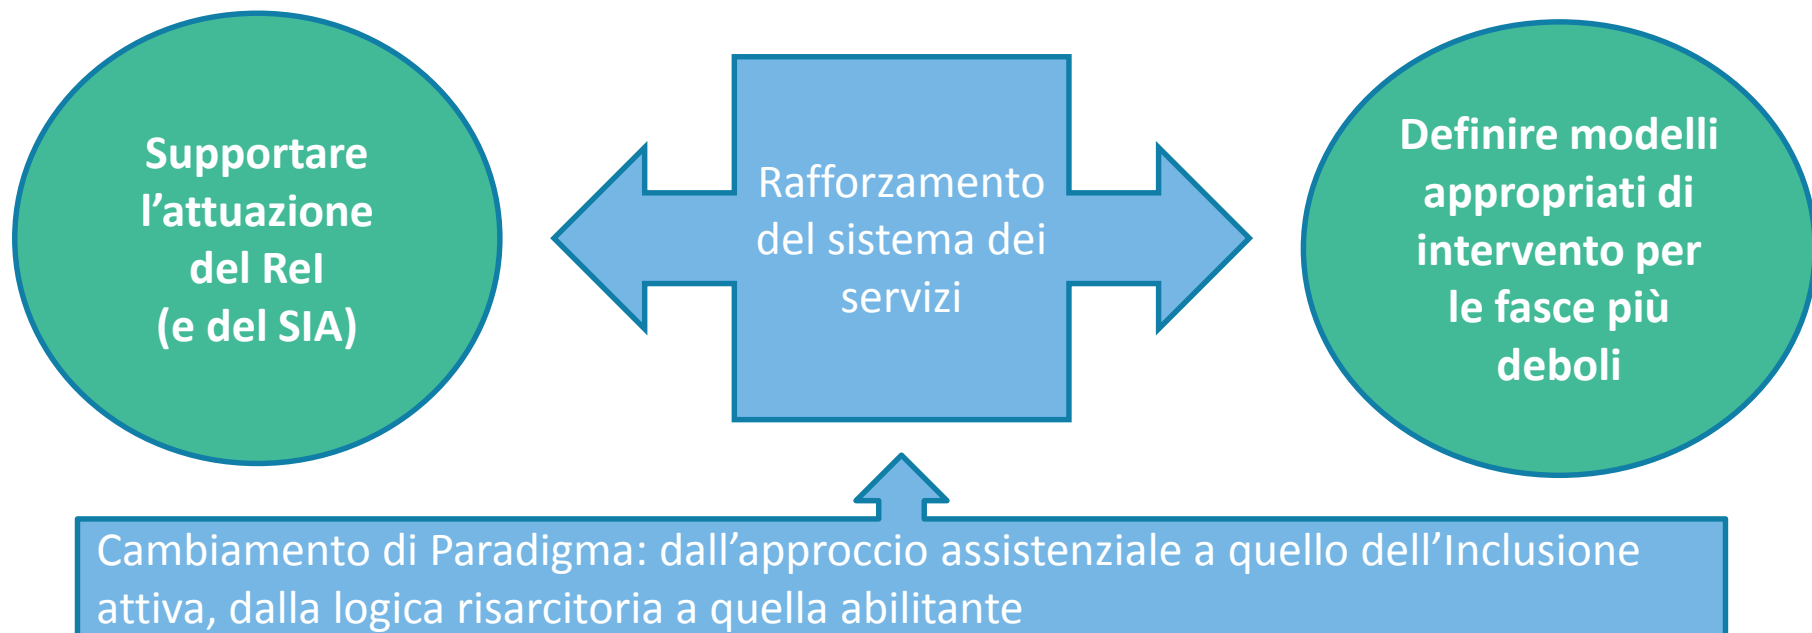 Supportare
l’attuazione
del ReI
(e del SIA)
Rafforzamento
del sistema dei
servizi
Definire modelli
appropriati di
intervento per
le fasce più
deboli
Cambiamento di Paradigma: dall’approccio assistenziale a quello dell’Inclusione
attiva, dalla logica risarcitoria a quella abilitante